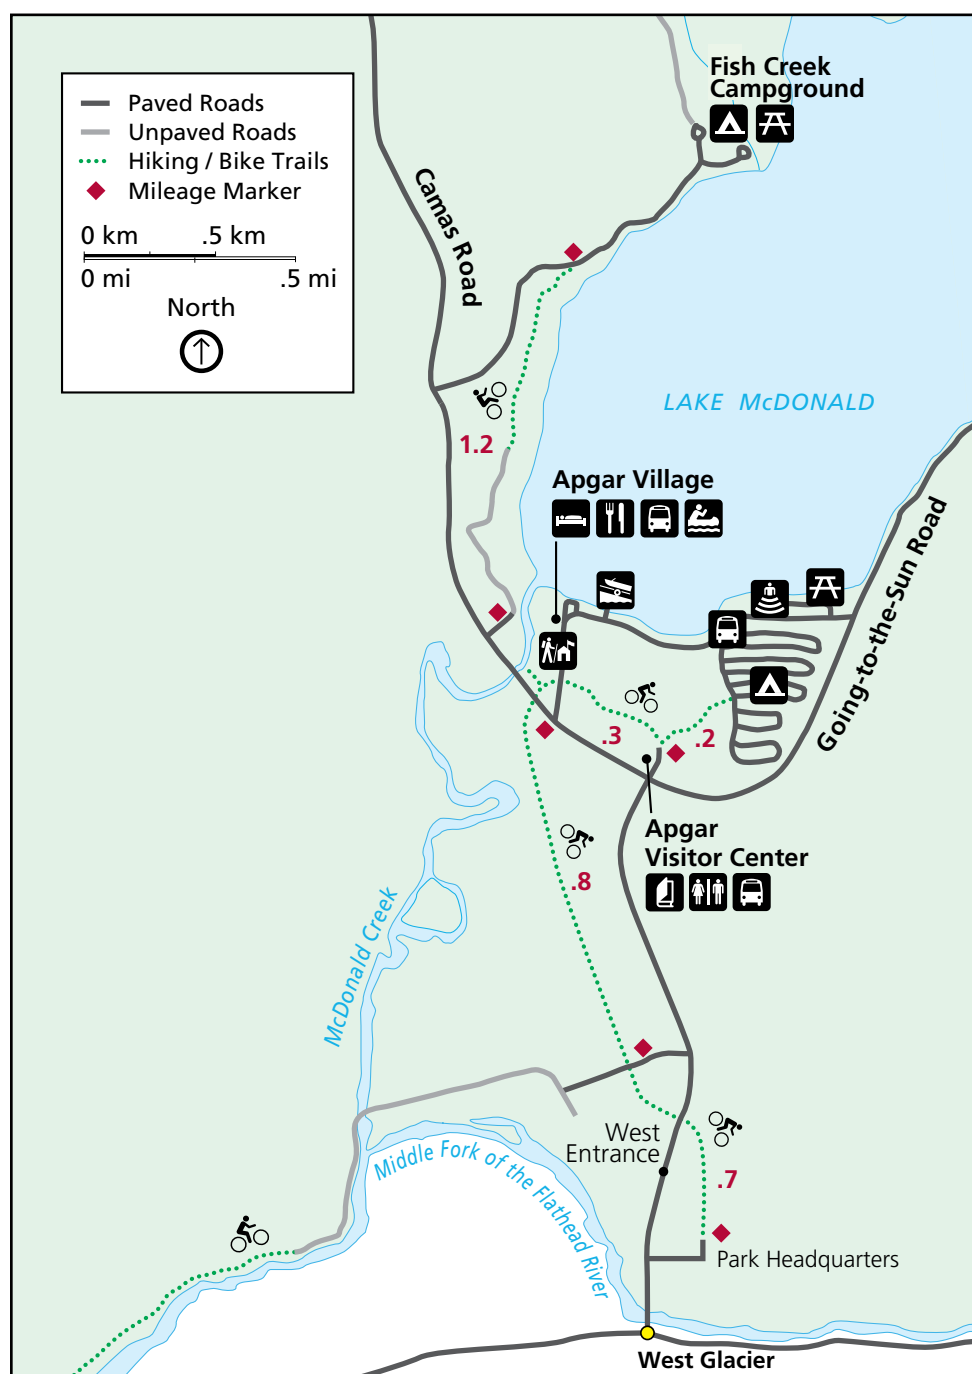 Fish Creek
Campground
Paved Roads
Unpaved Roads
Hiking / Bike Trails
Mileage Marker
0 km .5 km
0 mi .5 mi
North
Camas Road
LAKE McDONALD
1.2
Apgar Village
Going-to-the-Sun Road
.3
.2
Apgar
Visitor Center
.8
McDonald Creek
West
Entrance
Middle Fork of the Flathead River
.7
Park Headquarters
West Glacier